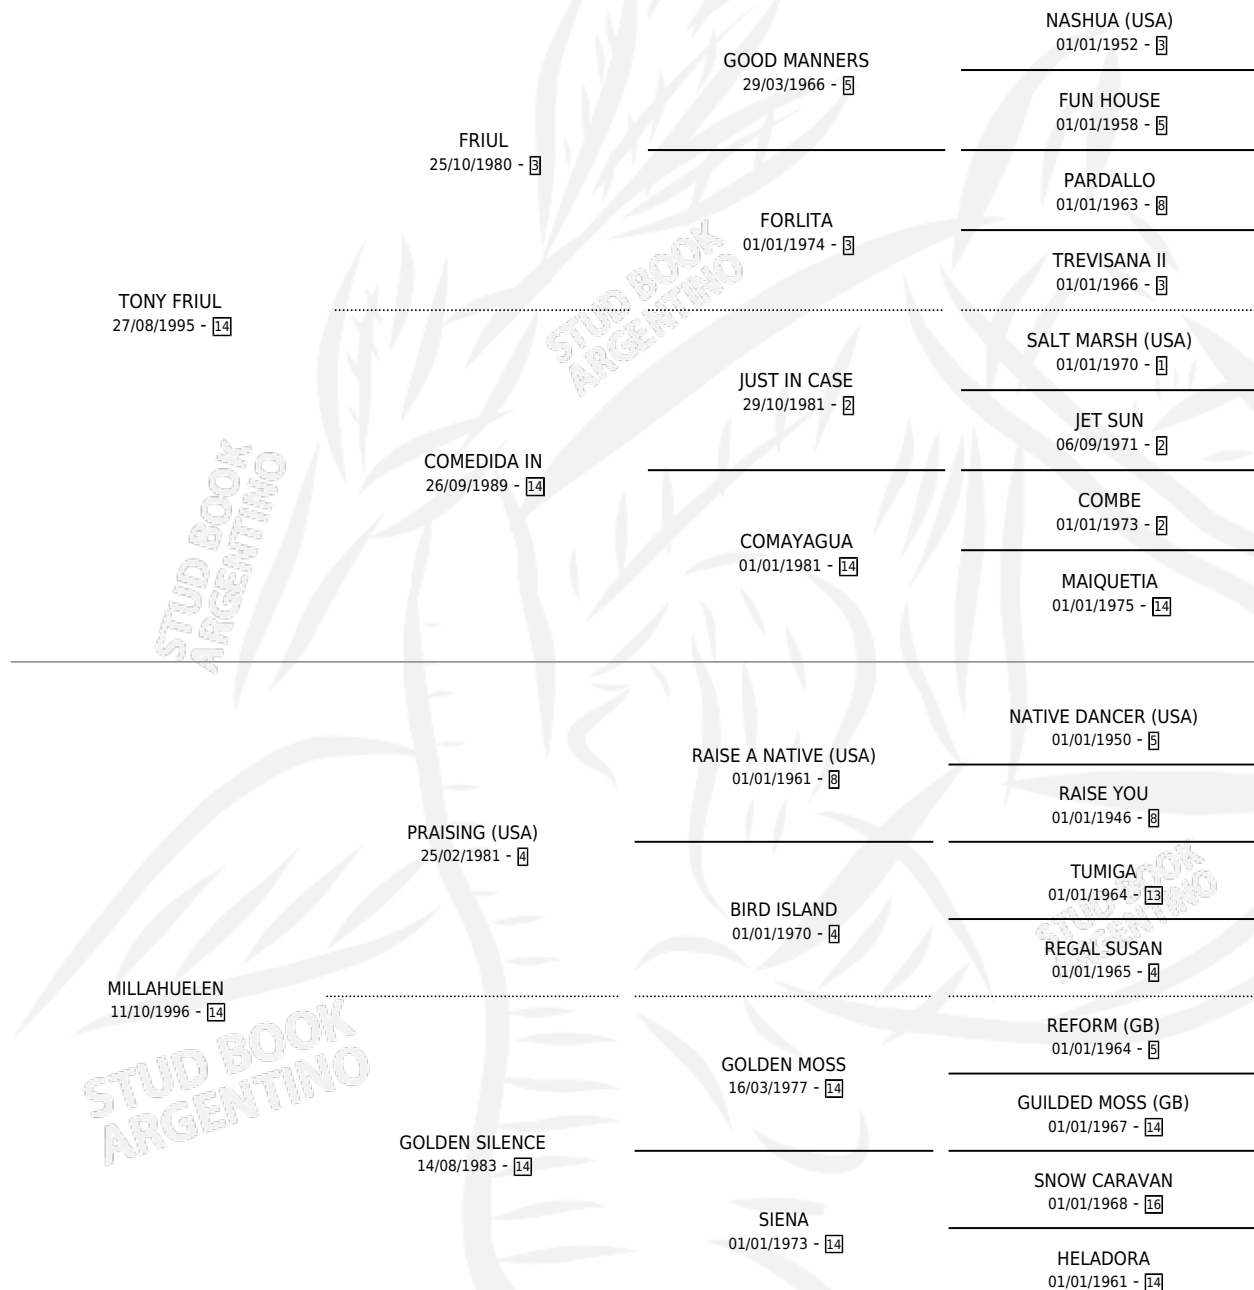 NASHUA (USA)
01/01/1952 - 3
GOOD MANNERS
29/03/1966 - 5
FUN HOUSE
01/01/1958 - 5
FRIUL
25/10/1980 - 3
PARDALLO
01/01/1963 - 8
FORLITA
01/01/1974 - 3
TREVISANA II
01/01/1966 - 3
TONY FRIUL
27/08/1995 - 14
SALT MARSH (USA)
01/01/1970 - 1
JUST IN CASE
29/10/1981 - 2
JET SUN
06/09/1971 - 2
COMEDIDA IN
26/09/1989 - 14
COMBE
01/01/1973 - 2
COMAYAGUA
01/01/1981 - 14
MAIQUETIA
01/01/1975 - 14
NATIVE DANCER (USA)
01/01/1950 - 5
RAISE A NATIVE (USA)
01/01/1961 - 8
RAISE YOU
01/01/1946 - 8
PRAISING (USA)
25/02/1981 - 4
TUMIGA
01/01/1964 - 13
BIRD ISLAND
01/01/1970 - 4
REGAL SUSAN
01/01/1965 - 4
MILLAHUELEN
11/10/1996 - 14
REFORM (GB)
01/01/1964 - 5
GOLDEN MOSS
16/03/1977 - 14
GUILDED MOSS (GB)
01/01/1967 - 14
GOLDEN SILENCE
14/08/1983 - 14
SNOW CARAVAN
01/01/1968 - 16
SIENA
01/01/1973 - 14
HELADORA
01/01/1961 - 14
STUD BOOK
ARGENTINO
STUD BOOK
ARGENTINO
STUD BOOK
ARGENTINO
STUD BOOK
ARGENTINO